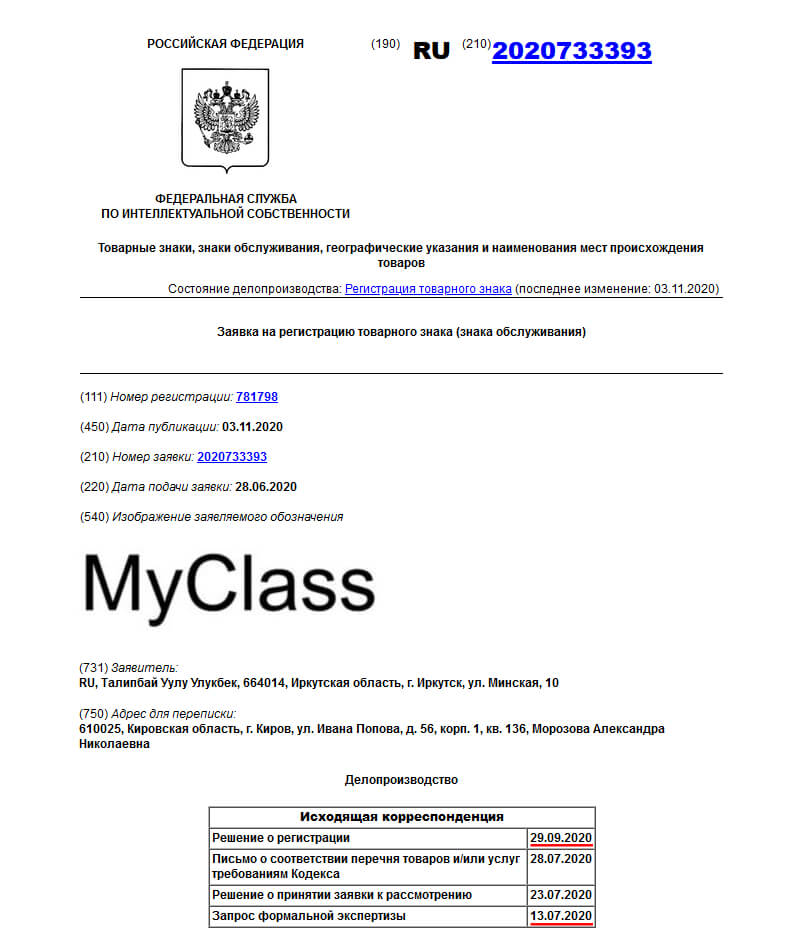 РОССИЙСКАЯ ФЕДЕРАЦИЯ
(190) RU (210)2020733393
ФЕДЕРАЛЬНАЯ СЛУЖБА
ПО ИНТЕЛЛЕКТУАЛЬНОЙ СОБСТВЕННОСТИ
Товарные знаки, знаки обслуживания, географические указания и наименования мест происхождения
товаров
Состояние делопроизводства: Регистрация товарного знака (последнее изменение: 03.11.2020)
Заявка на регистрацию товарного знака (знака обслуживания)
(111) Номер регистрации: 781798
(450) Дата публикации: 03.11.2020
(210) Номер заявки: 2020733393
(220) Дата подачи заявки: 28.06.2020
(540) Изображение заявляемого обозначения
MyClass
(731) Заявитель:
RU, Талипбай Уулу Улукбек, 664014, Иркутская область, г. Иркутск, ул. Минская, 10
(750) Адрес для переписки:
610025, Кировская область, г. Киров, ул. Ивана Попова, д. 56, корп. 1, кв. 136, Морозова Александра
Николаевна
Делопроизводство
Исходящая корреспонденция
Решение о регистрации 29.09.2020
Письмо о соответствии перечня товаров и/или услуг 28.07.2020
требованиям Кодекса
Решение о принятии заявки к рассмотрению 23.07.2020
Запрос формальной экспертизы 13.07.2020